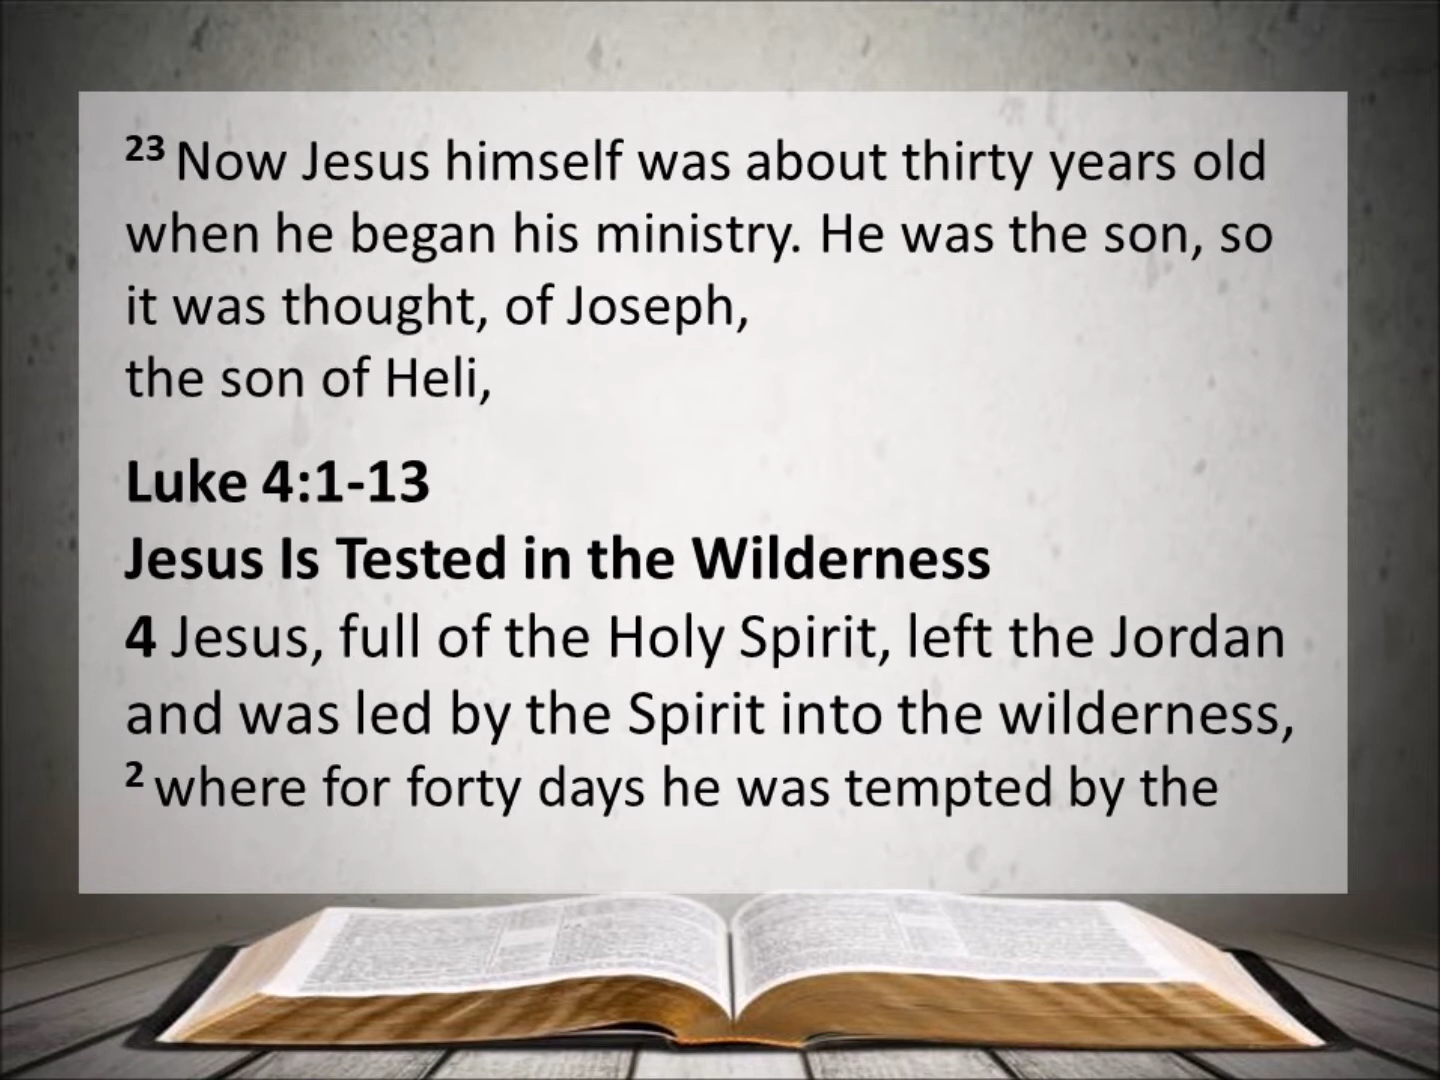 23 Now Jesus himself was about thirty years old
when he began his ministry. He was the son, so
it was thought, of Joseph,
the son of Heli,
Luke 4:1-13
Jesus Is Tested in the Wilderness
4 Jesus, full of the Holy Spirit, left the Jordan
and was led by the Spirit into the wilderness,
2 where for forty days he was tempted by the